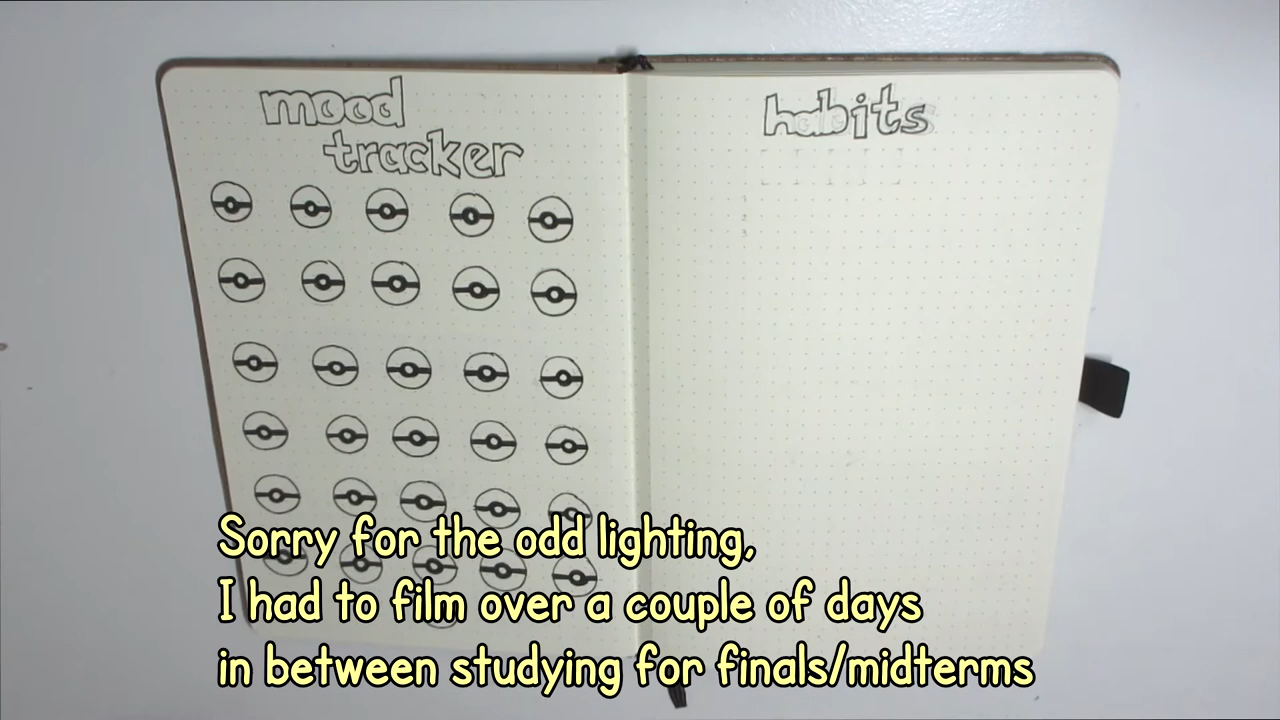 mood
tracker
habits
Sorry for the odd lighting,
I had to film over a couple of days
in between studying for finals/midterms